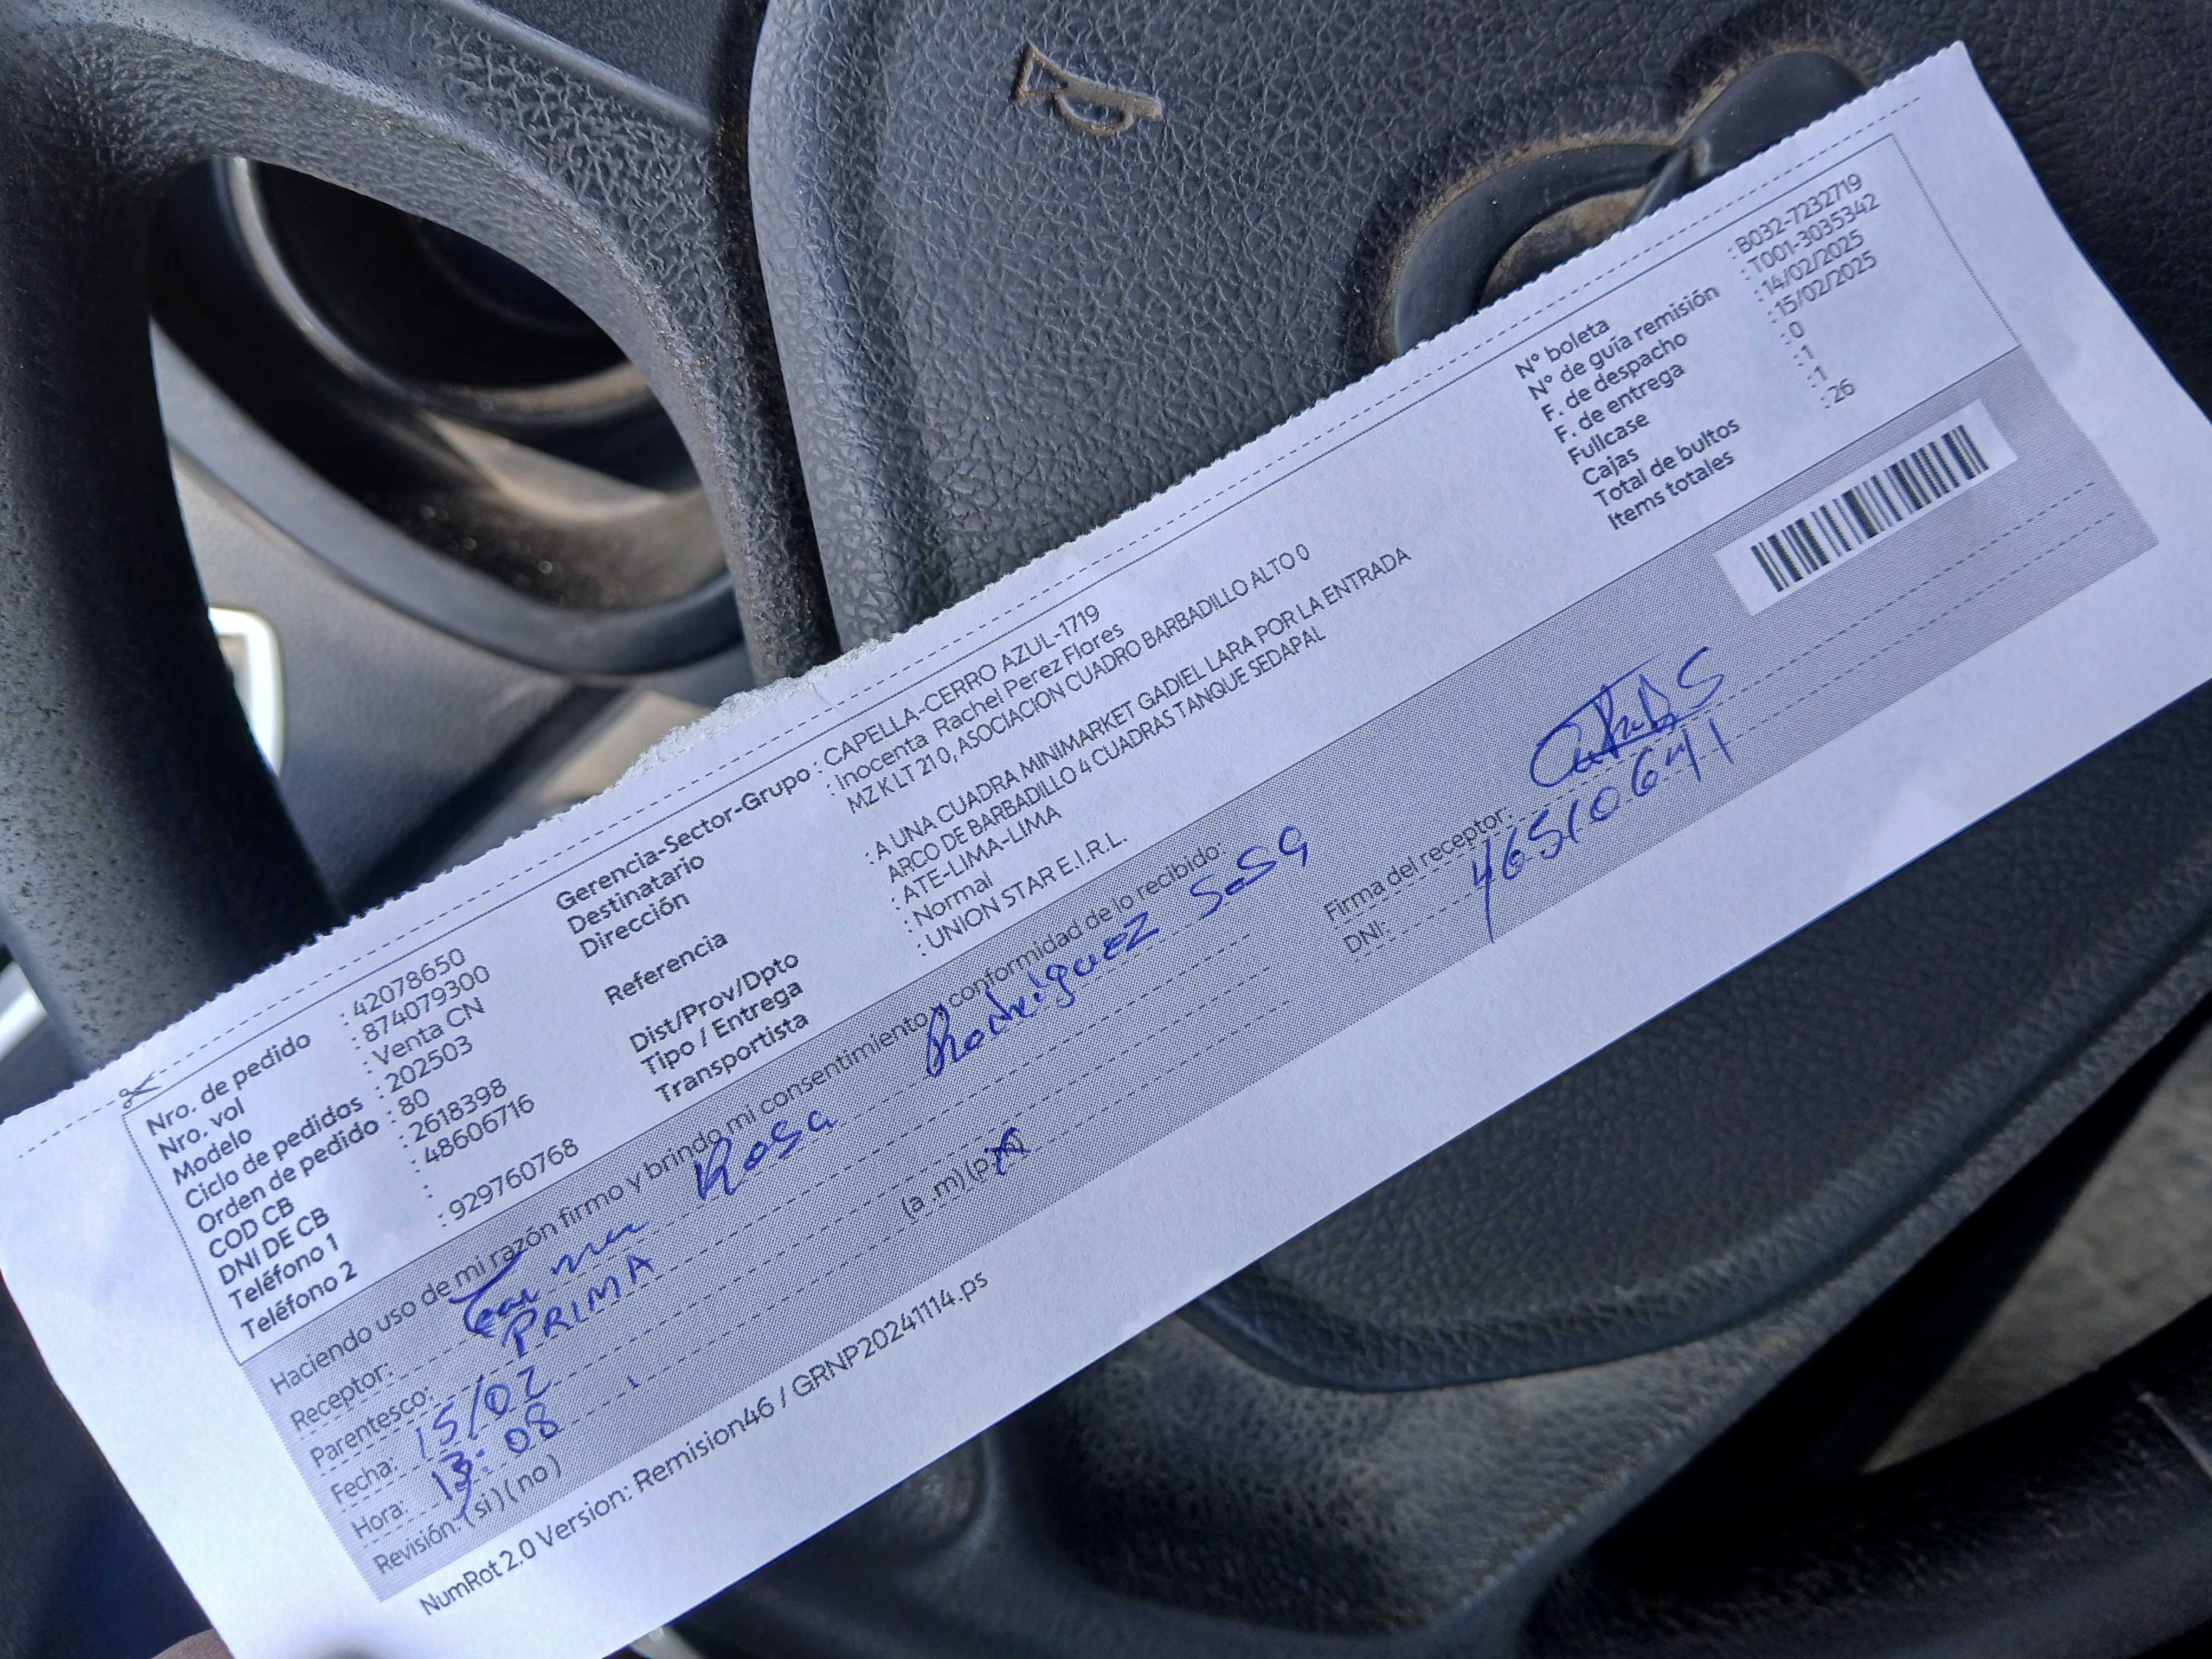 Nro. de pedido : 42078650
Nro. vol : 874079300
Modelo : Venta CN
Ciclo de pedidos : 202503
Orden de pedido : 80
COD CB : 2618398
DNI DE CB : 48606716
Teléfono 1 :
Teléfono 2 : 929760768
Gerencia-Sector-Grupo : CAPELLA-CERRO AZUL-1719
Destinatario : Inocenta Rachel Perez Flores
Dirección MZ K LT 21 0, ASOCIACION CUADRO BARBADILLO ALTO 0
Referencia : A UNA CUADRA MINIMARKET GADIEL LARA POR LA ENTRADA
ARCO DE BARBADILLO 4 CUADRAS TANQUE SEDAPAL
Dist/Prov/Dpto : ATE-LIMA-LIMA
Tipo / Entrega : Normal
Transportista : UNION STAR E.I.R.L.
N° boleta : B032-7232719
N° de guía remisión : T001-3035342
F. de despacho : 14/02/2025
F. de entrega : 15/02/2025
Fullcase : 0
Cajas : 1
Total de bultos : 1
Items totales : 26
Haciendo uso de mi razón firmo y brindo mi consentimiento y conformidad de lo recibido:
Receptor: Rosa Rodriguez Sosa
Parentesco: PRIMA
Fecha: 15/02
Hora: 13:08 (a .m) (p.m)
Revisión: (si) (no)
Firma del receptor:
DNI: 46510641
NumRot 2.0 Version: Remision46 / GRNP20241114.ps